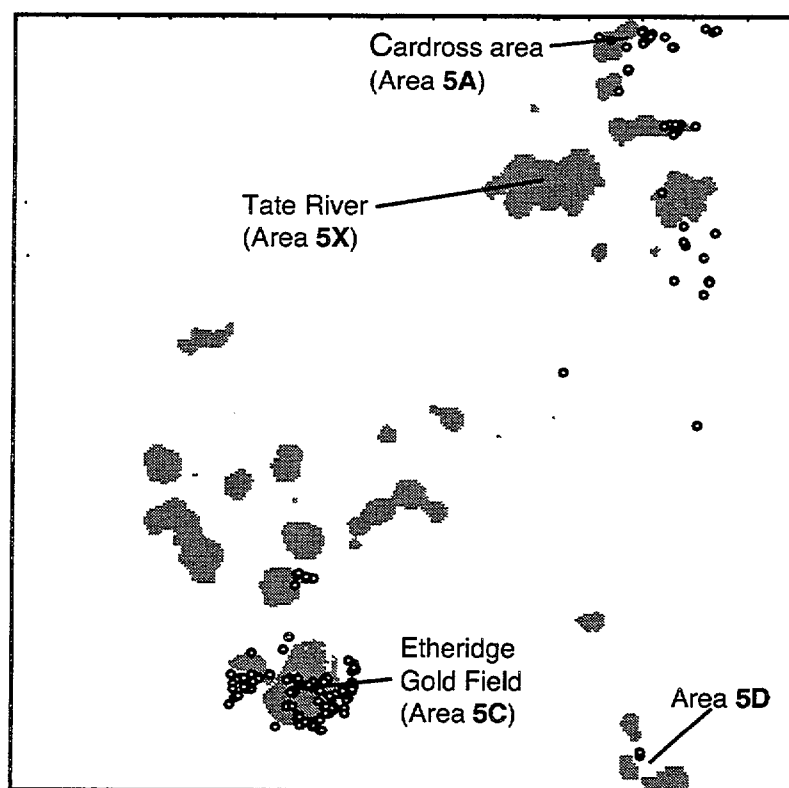 Cardross area
(Area 5A)
Tate River
(Area 5X)
Etheridge
Gold Field
(Area 5C)
Area 5D